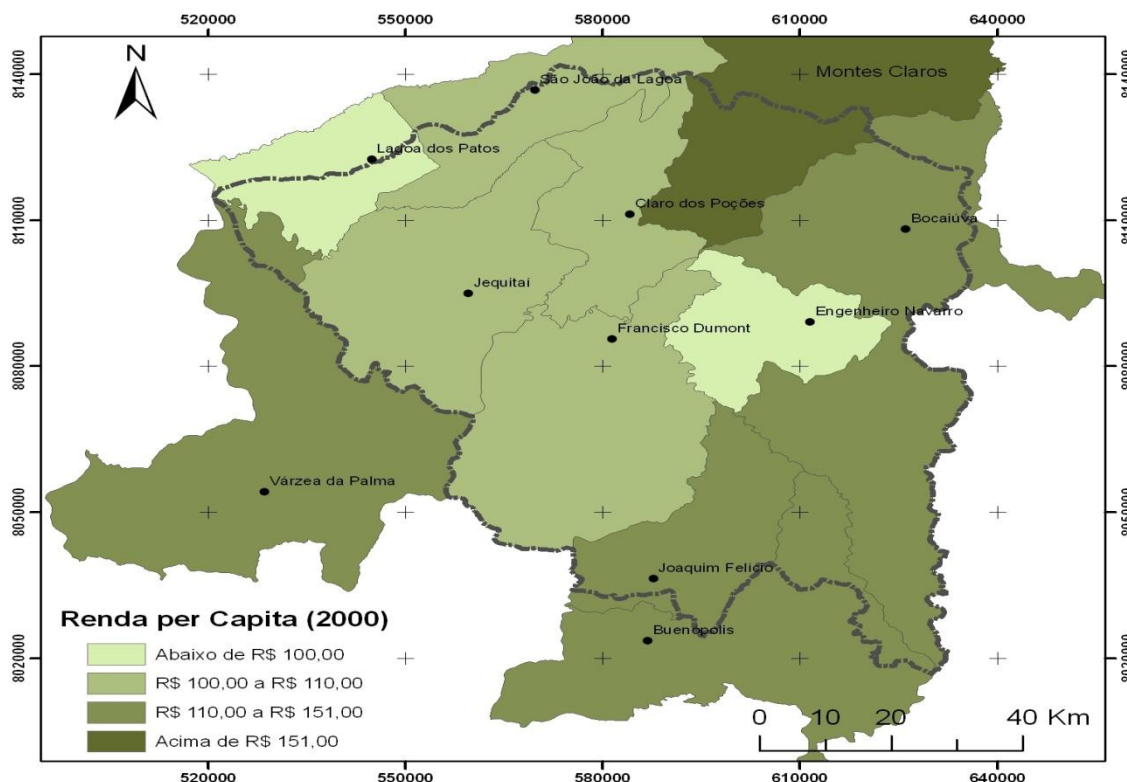 520000 550000 580000 610000 640000
N
8140000 8140000
Montes Claros
São João da Lagoa
Lagoa dos Patos
Claro dos Poções
8110000 8110000
Bocaiúva
Jequitaí
Engenheiro Navarro
Francisco Dumont
8080000 8080000
Várzea da Palma
8050000 8050000
Joaquim Felício
Renda per Capita (2000)
Buenópolis
Abaixo de R$ 100,00
8020000 8020000
R$ 100,00 a R$ 110,00
R$ 110,00 a R$ 151,00
0 10 20 40 Km
Acima de R$ 151,00
520000 550000 580000 610000 640000